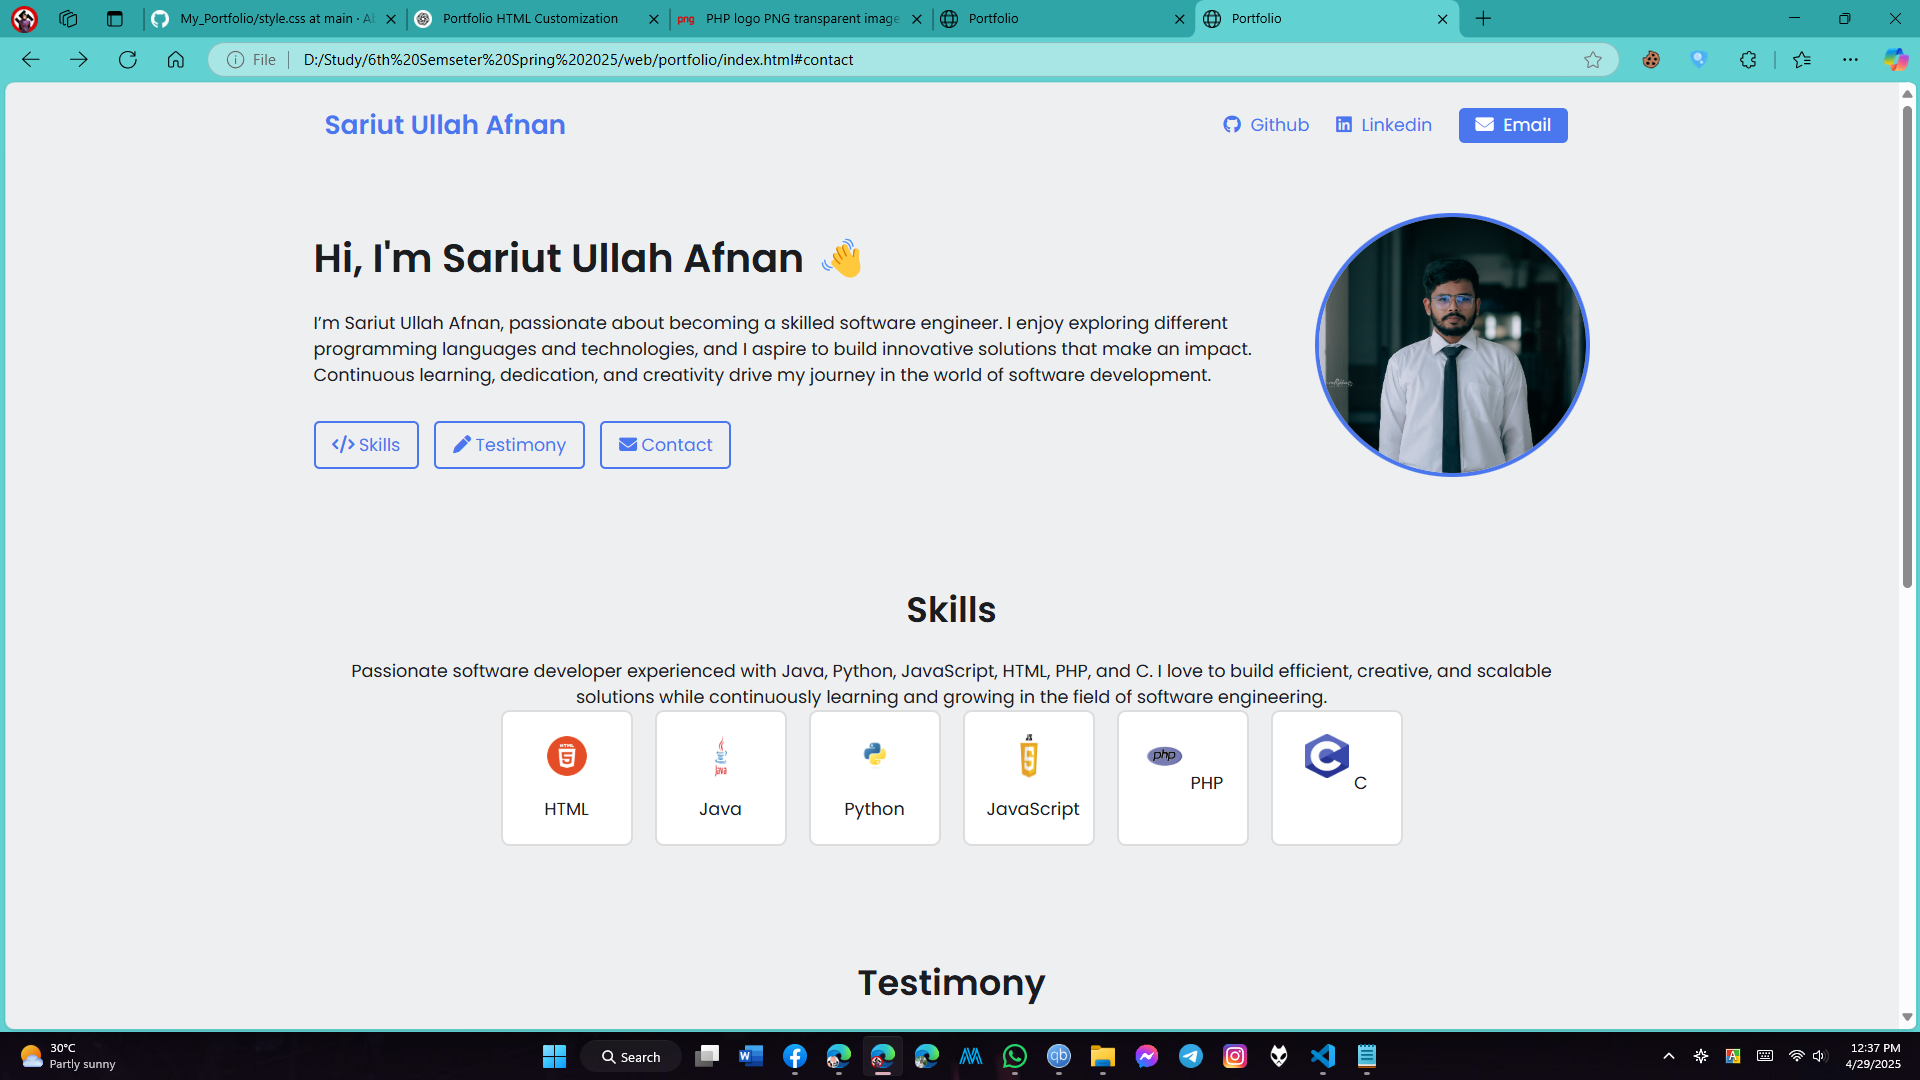 My_Portfolio/style.css at main · A
Portfolio HTML Customization
png
PHP logo PNG transparent image
Portfolio
Portfolio
File
D:/Study/6th%20Semseter%20Spring%202025/web/portfolio/index.html#contact
Sariut Ullah Afnan
Github
Linkedin
Email
Hi, I'm Sariut Ullah Afnan 👋
I’m Sariut Ullah Afnan, passionate about becoming a skilled software engineer. I enjoy exploring different
programming languages and technologies, and I aspire to build innovative solutions that make an impact.
Continuous learning, dedication, and creativity drive my journey in the world of software development.
</> Skills
Testimony
Contact
Skills
Passionate software developer experienced with Java, Python, JavaScript, HTML, PHP, and C. I love to build efficient, creative, and scalable
solutions while continuously learning and growing in the field of software engineering.
HTML
5
HTML
Java
Java
Python
JS
JavaScript
php
PHP
C
C
Testimony
30°C
Partly sunny
Search
qb
12:37 PM
4/29/2025